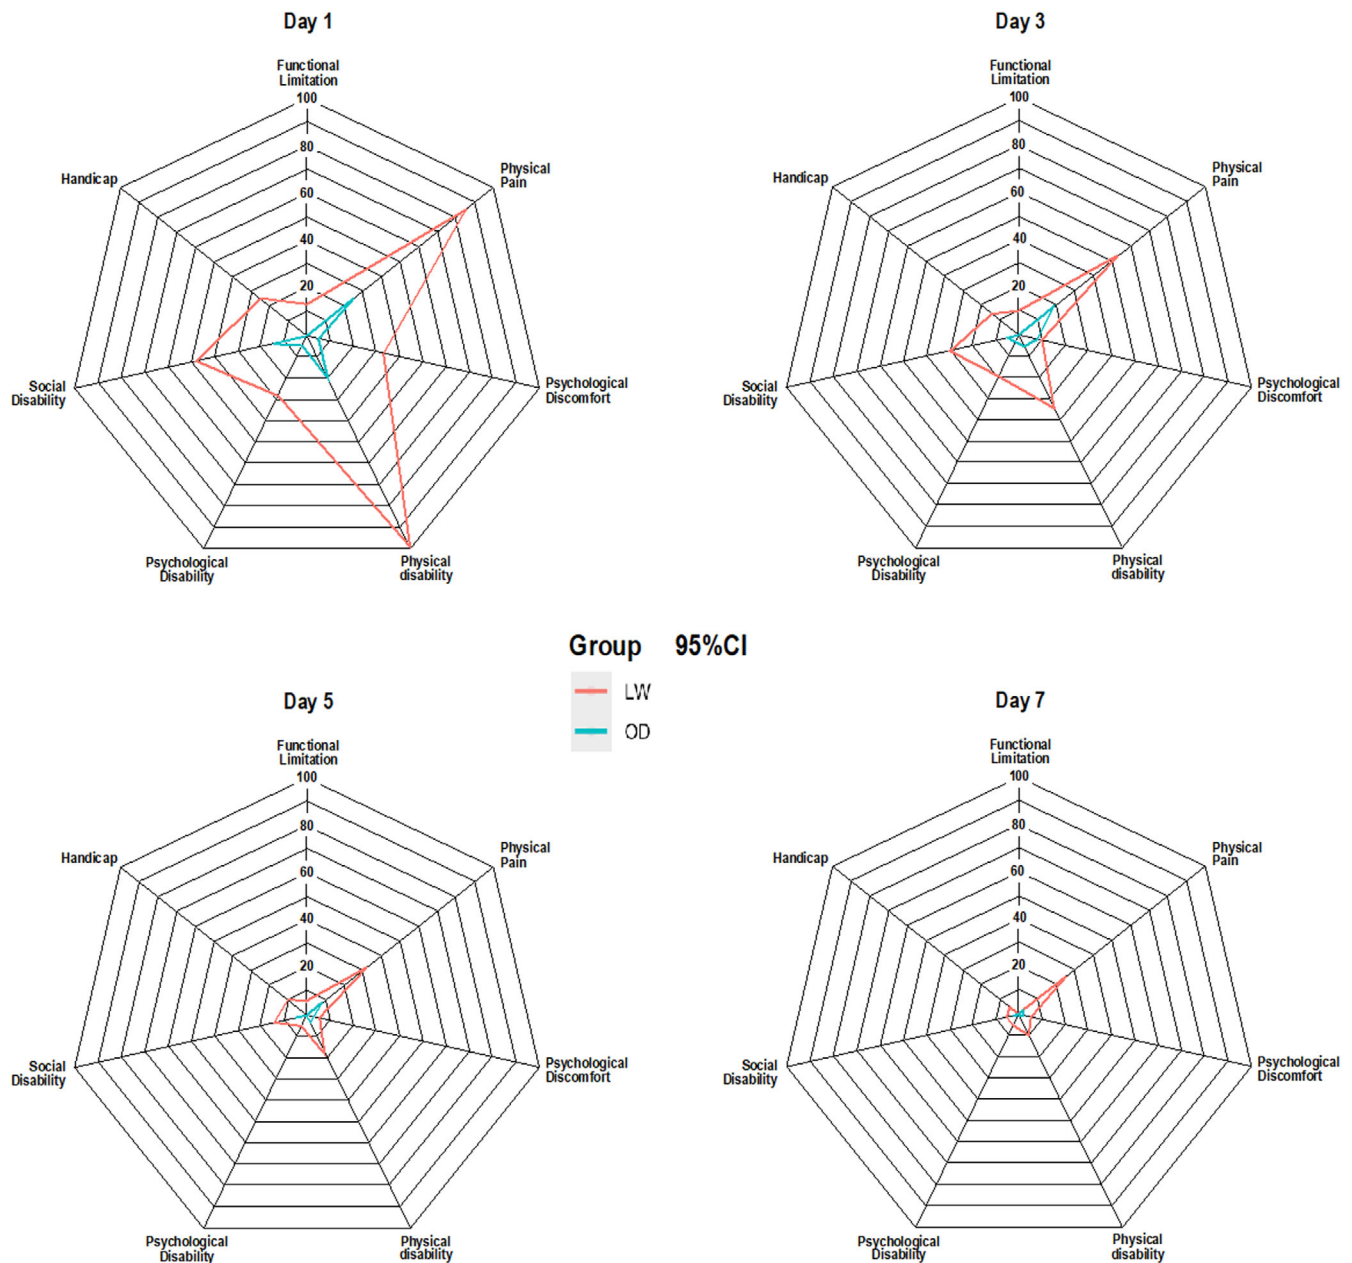 Day 1
Functional
Limitation
100
80
60
40
20
Physical
Pain
Psychological
Discomfort
Physical
disability
Psychological
Disability
Social
Disability
Handicap
Day 3
Functional
Limitation
100
80
60
40
20
Physical
Pain
Psychological
Discomfort
Physical
disability
Psychological
Disability
Social
Disability
Handicap
Group 95%CI
LW
OD
Day 5
Functional
Limitation
100
80
60
40
20
Physical
Pain
Psychological
Discomfort
Physical
disability
Psychological
Disability
Social
Disability
Handicap
Day 7
Functional
Limitation
100
80
60
40
20
Physical
Pain
Psychological
Discomfort
Physical
disability
Psychological
Disability
Social
Disability
Handicap